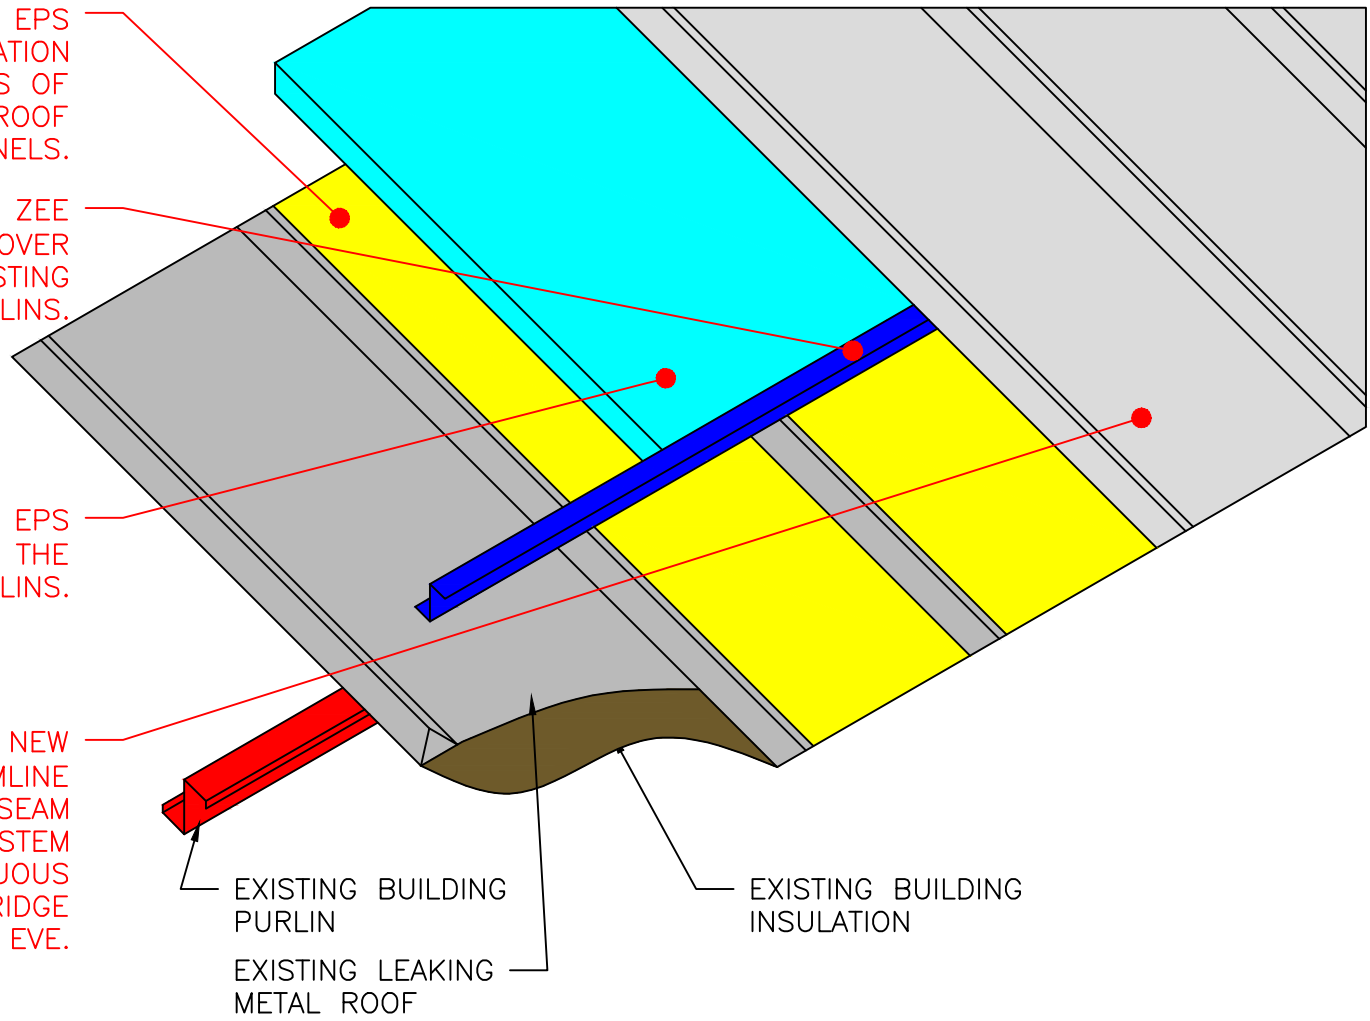 EPS
ATION
S OF
ROOF
NELS.
ZEE
OVER
STING
LINS.
EPS
THE
LINS.
NEW
MLINE
SEAM
STEM
UOUS
RIDGE
EVE.
EXISTING BUILDING
PURLIN
EXISTING LEAKING
METAL ROOF
EXISTING BUILDING
INSULATION